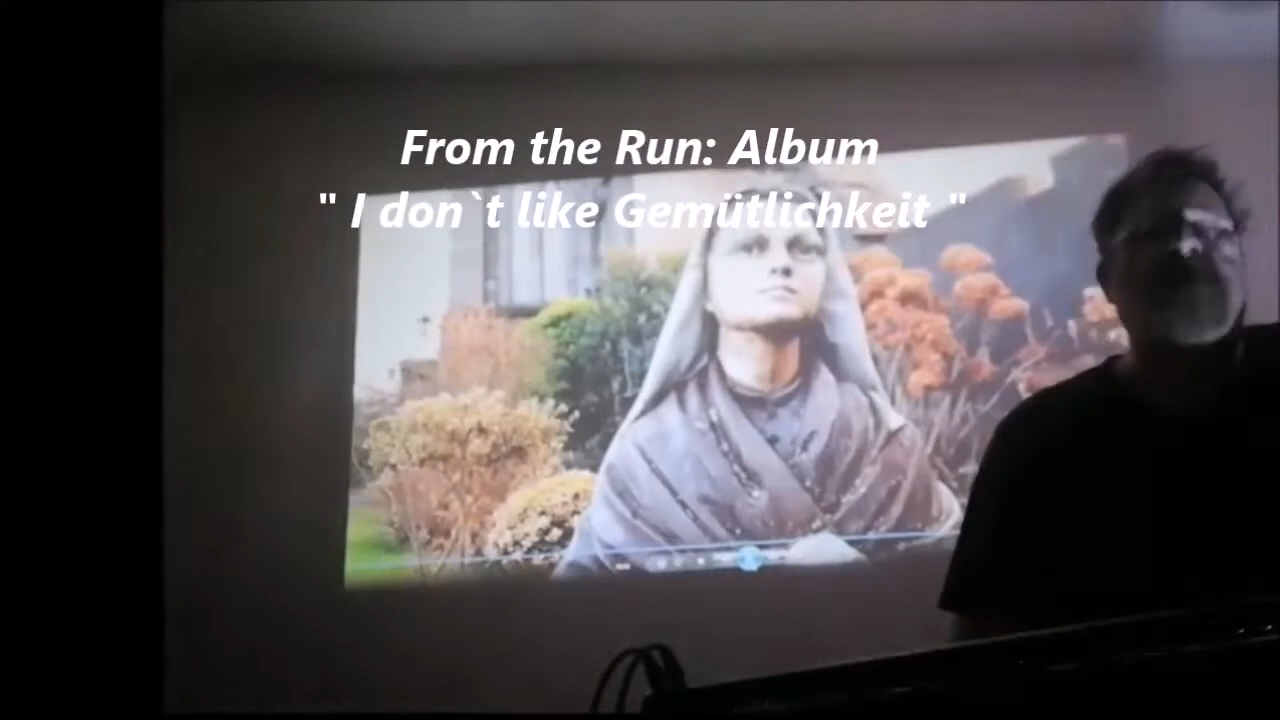 From the Run: Album
" I don`t like Gemütlichkeit "